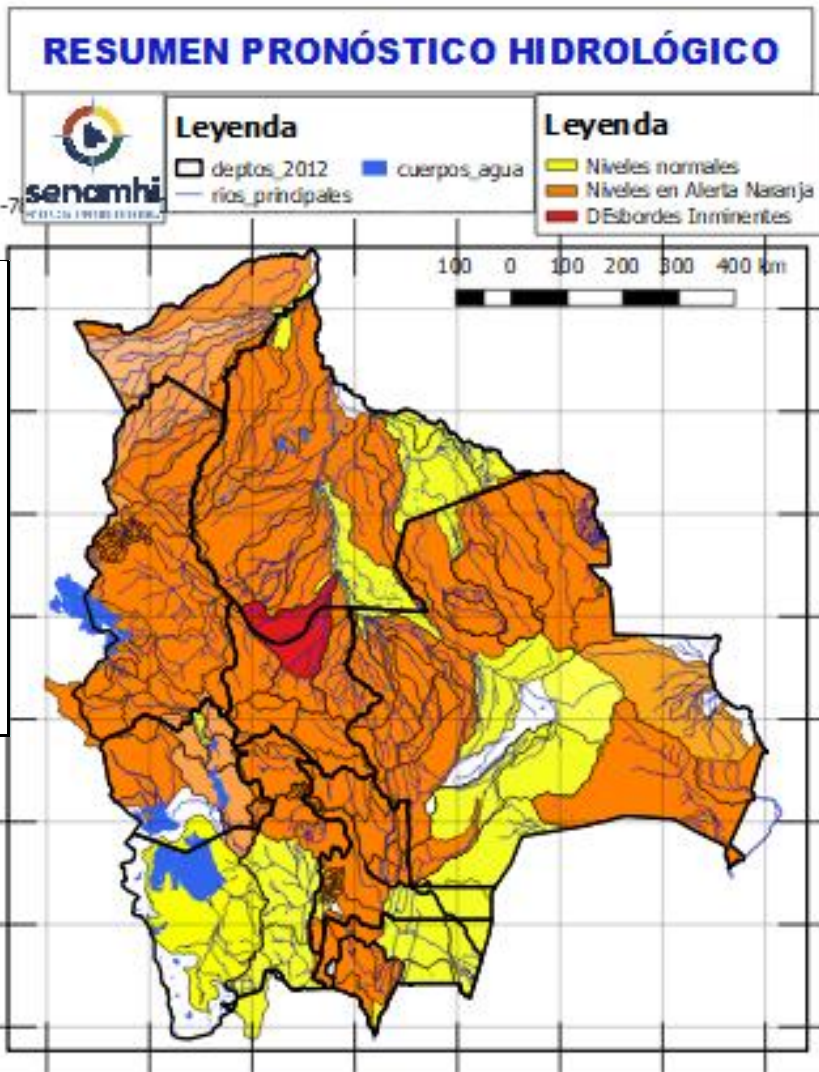 RESUMEN PRONÓSTICO HIDROLÓGICO
senamhi
Leyenda
deptos_2012
cuerpos_agua
rios_principales
Leyenda
Niveles normales
Niveles en Alerta Naranja
DEsbordes Inminentes
-7
100 0 100 200 300 400 km